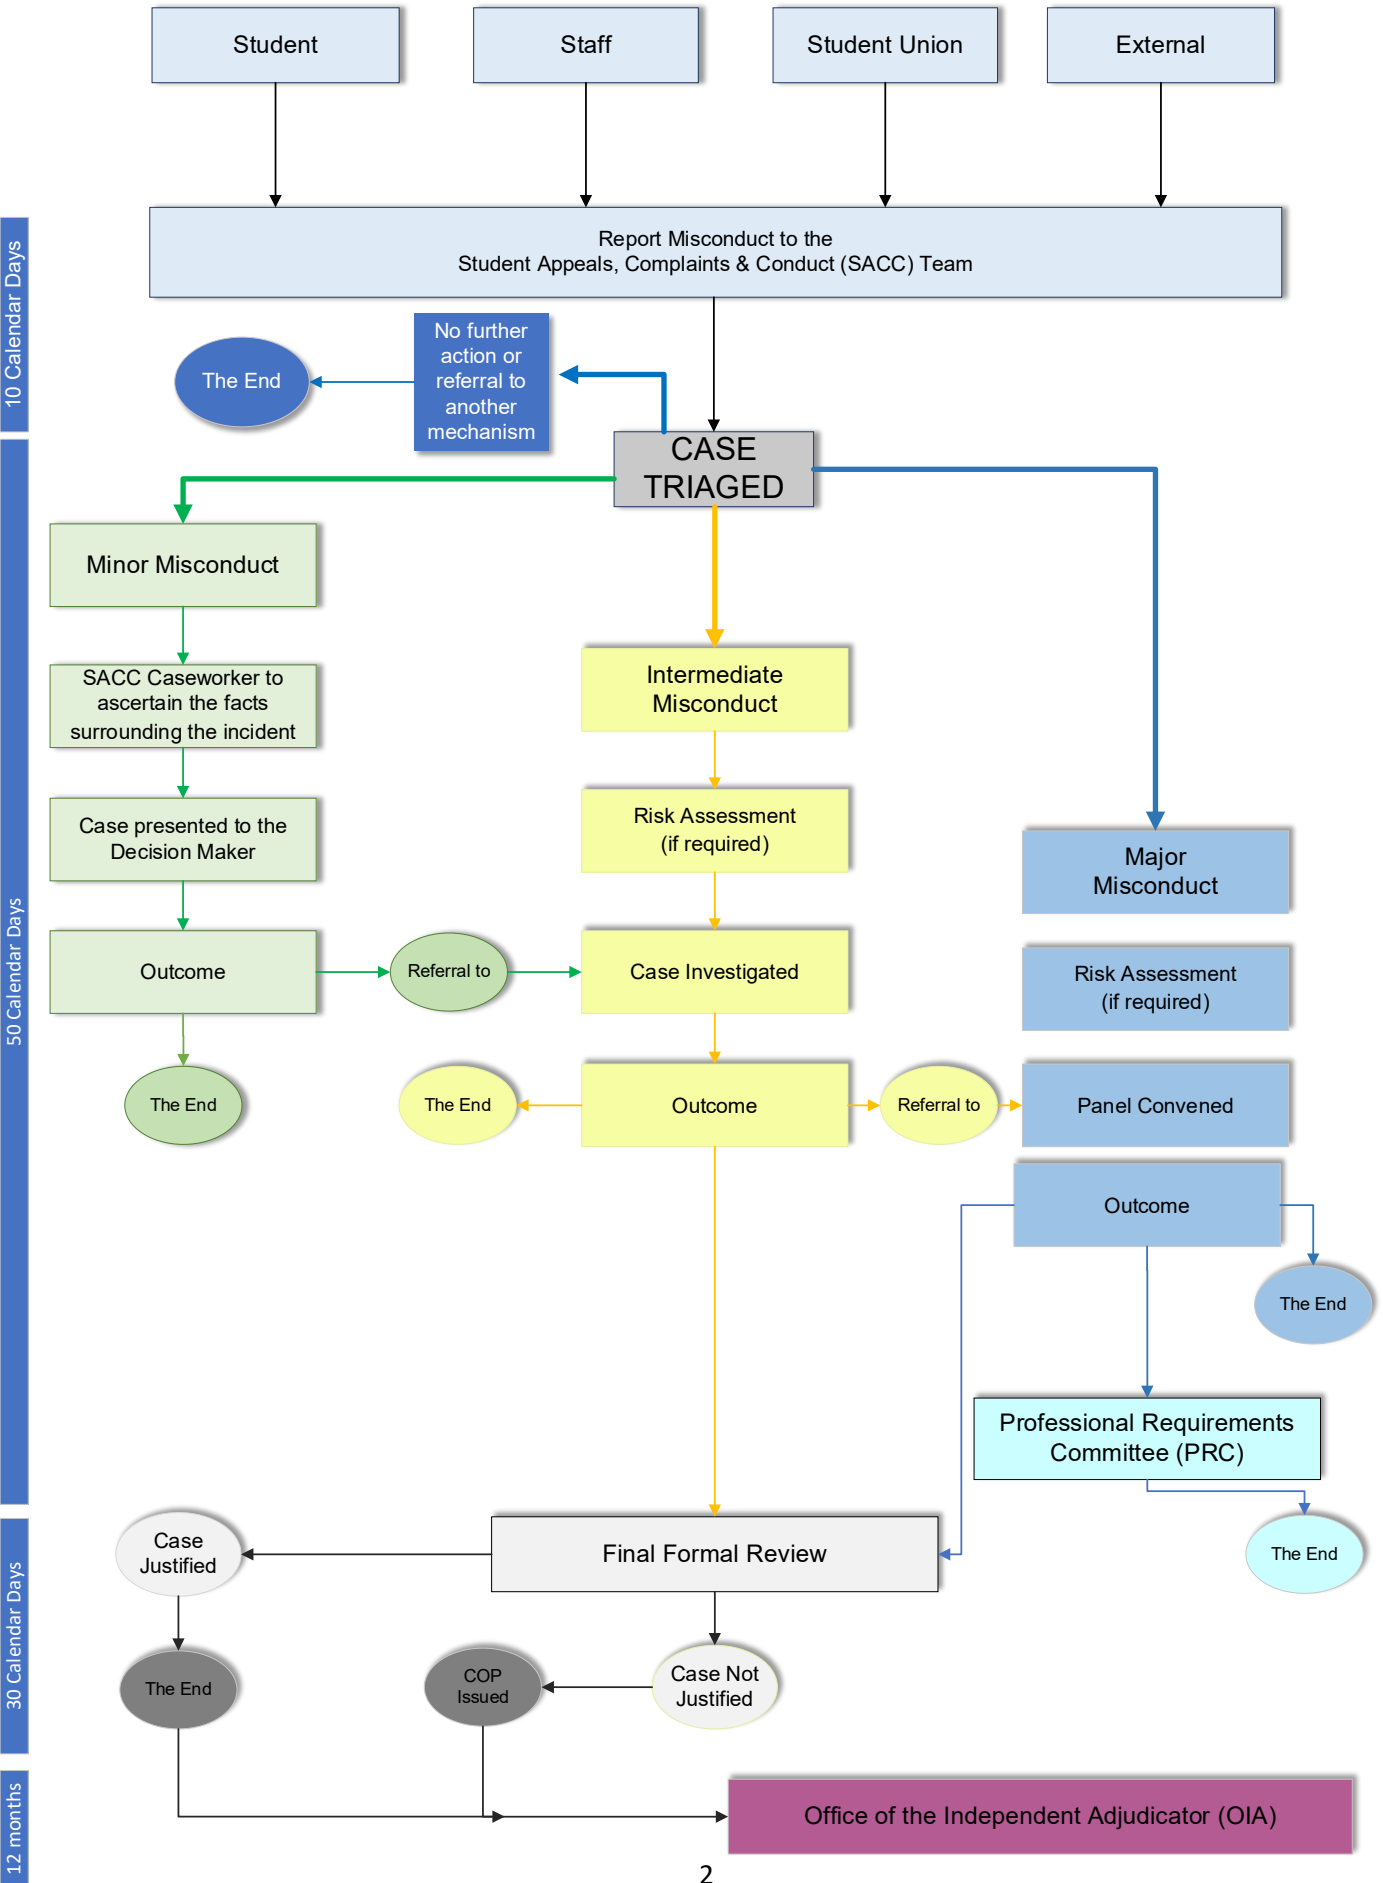 Student
Staff
Student Union
External
10 Calendar Days
Report Misconduct to the
Student Appeals, Complaints & Conduct (SACC) Team
No further
action or
referral to
another
mechanism
The End
CASE
TRIAGED
50 Calendar Days
Minor Misconduct
Intermediate
Misconduct
SACC Caseworker to
ascertain the facts
surrounding the incident
Case presented to the
Decision Maker
Risk Assessment
(if required)
Major
Misconduct
Outcome
Referral to
Case Investigated
Risk Assessment
(if required)
The End
The End
Outcome
Referral to
Panel Convened
Outcome
The End
Professional Requirements
Committee (PRC)
The End
30 Calendar Days
Case
Justified
Final Formal Review
The End
COP
Issued
Case Not
Justified
12 months
Office of the Independent Adjudicator (OIA)
2